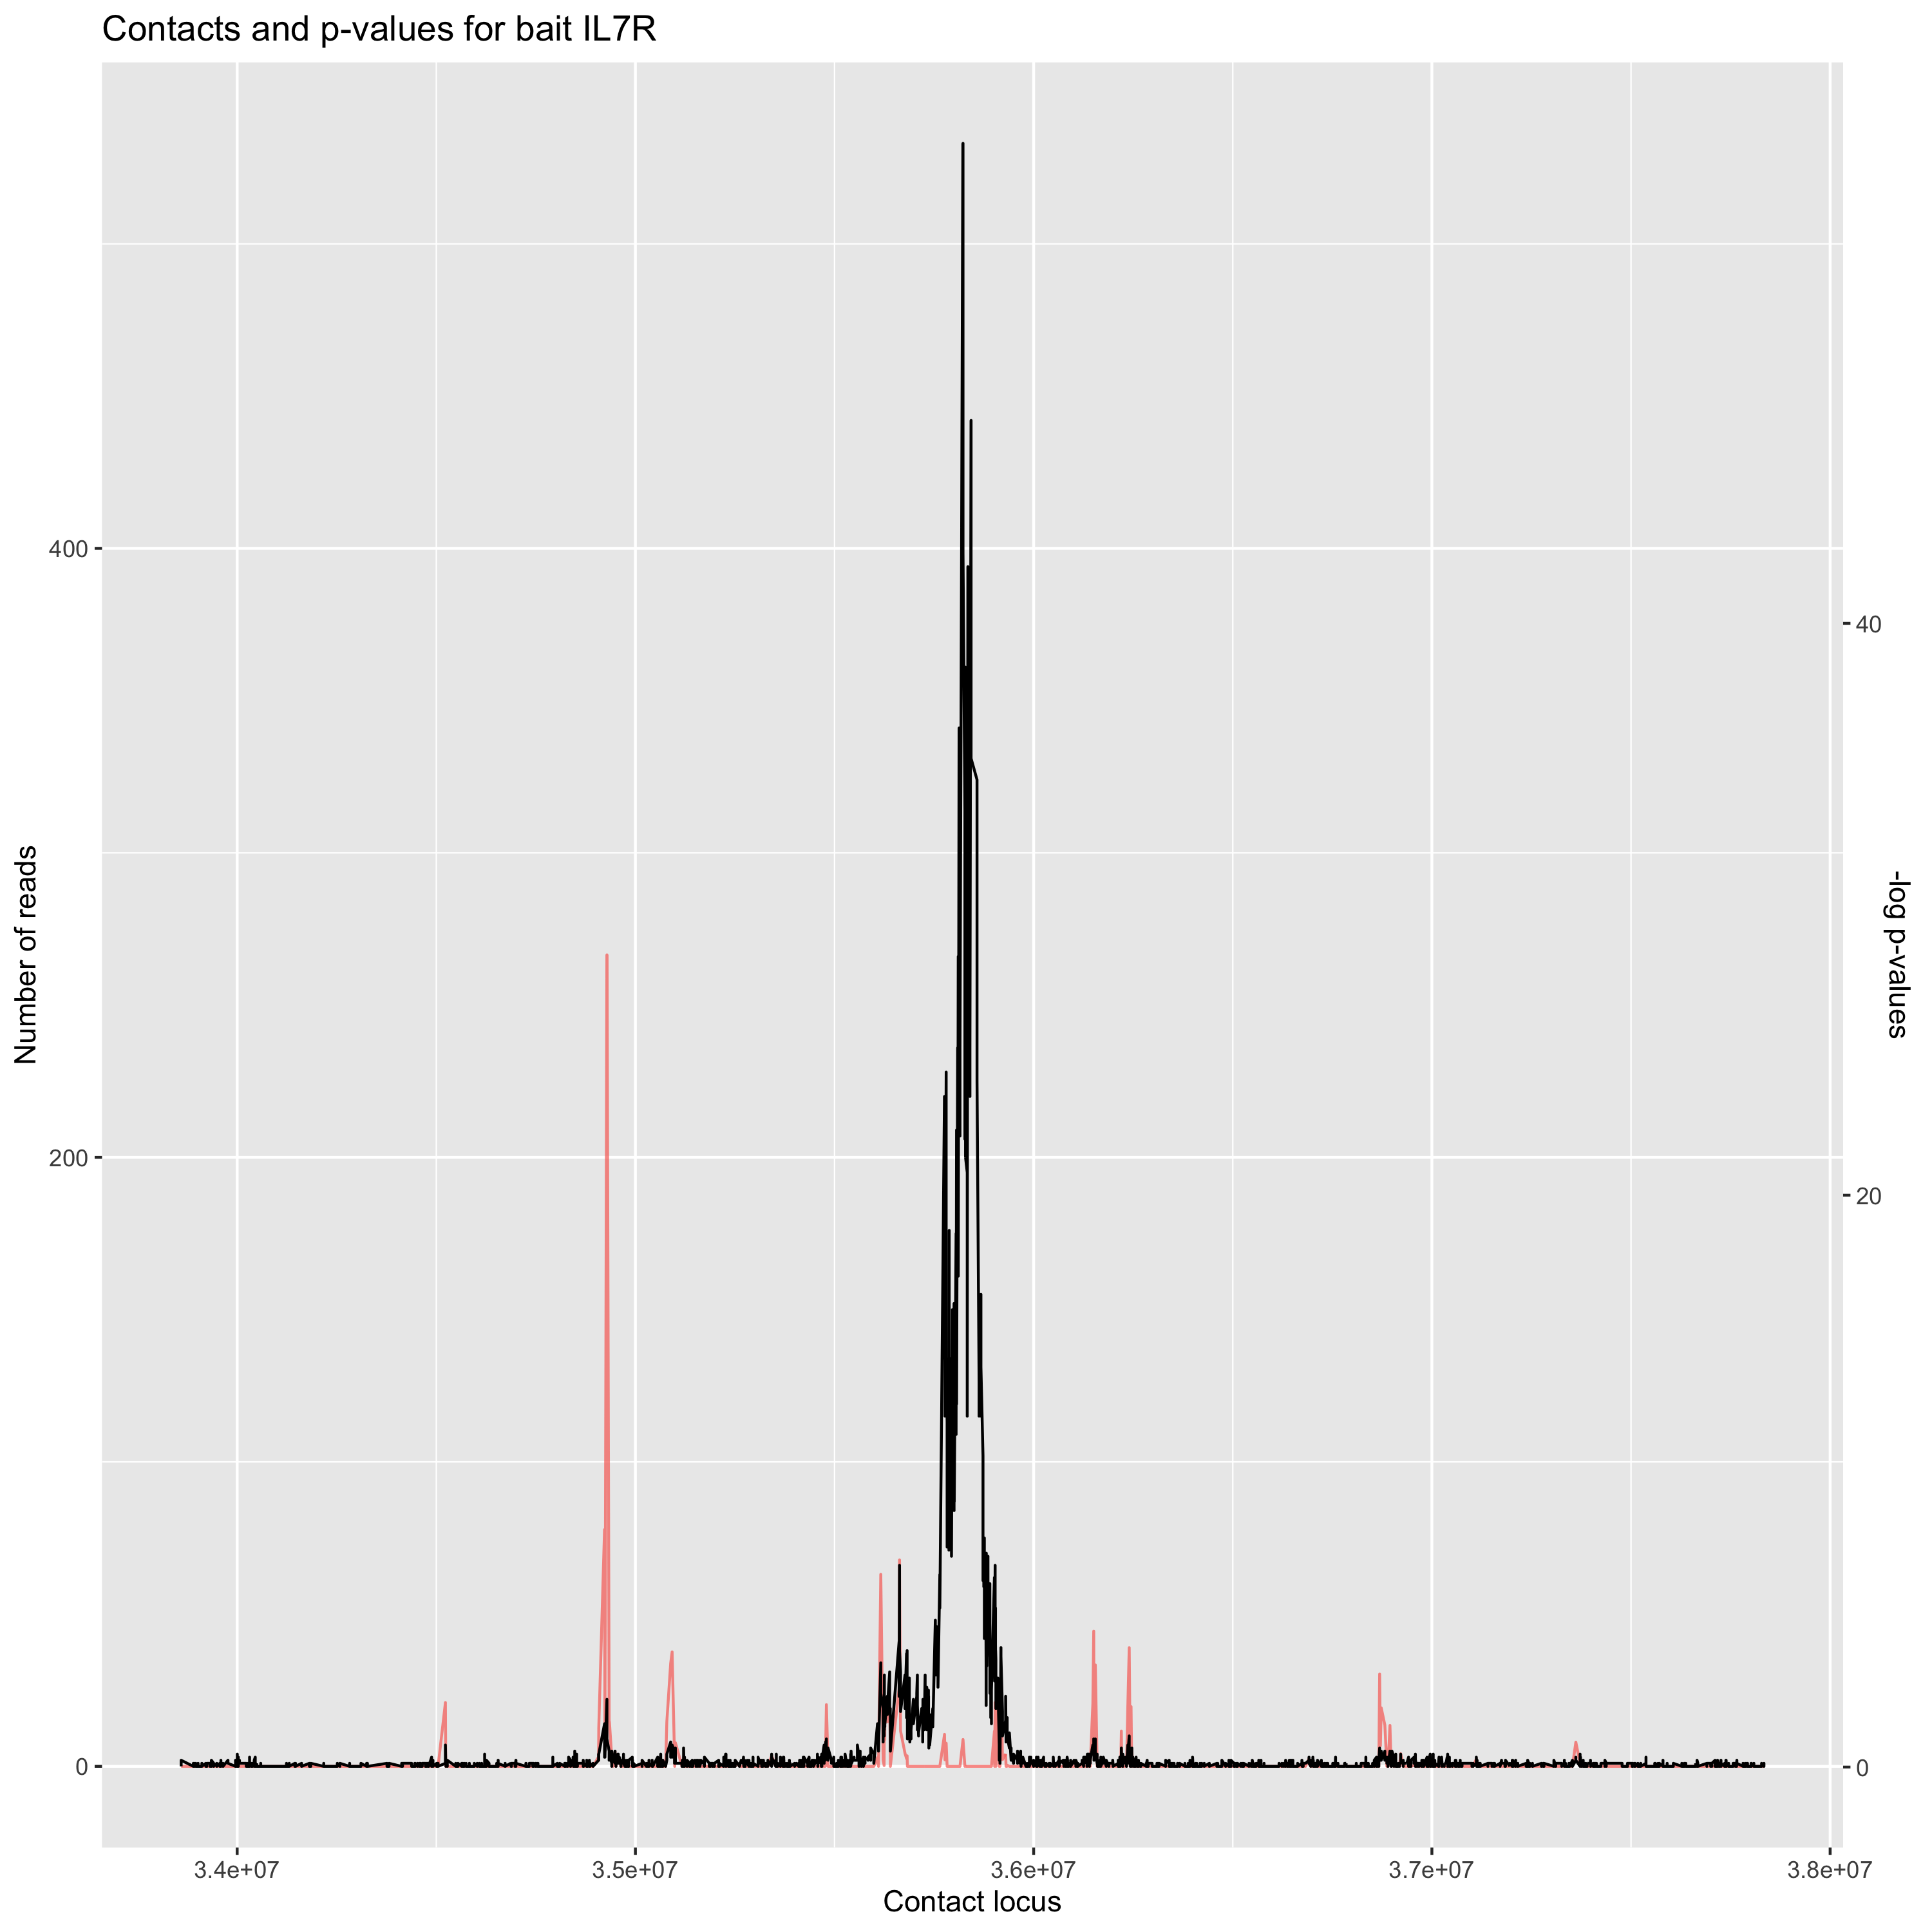 Contacts and p-values for bait IL7R
Number of reads
400
200
0
40
20
0
-log p-values
3.4e+07
3.5e+07
3.6e+07
3.7e+07
3.8e+07
Contact locus